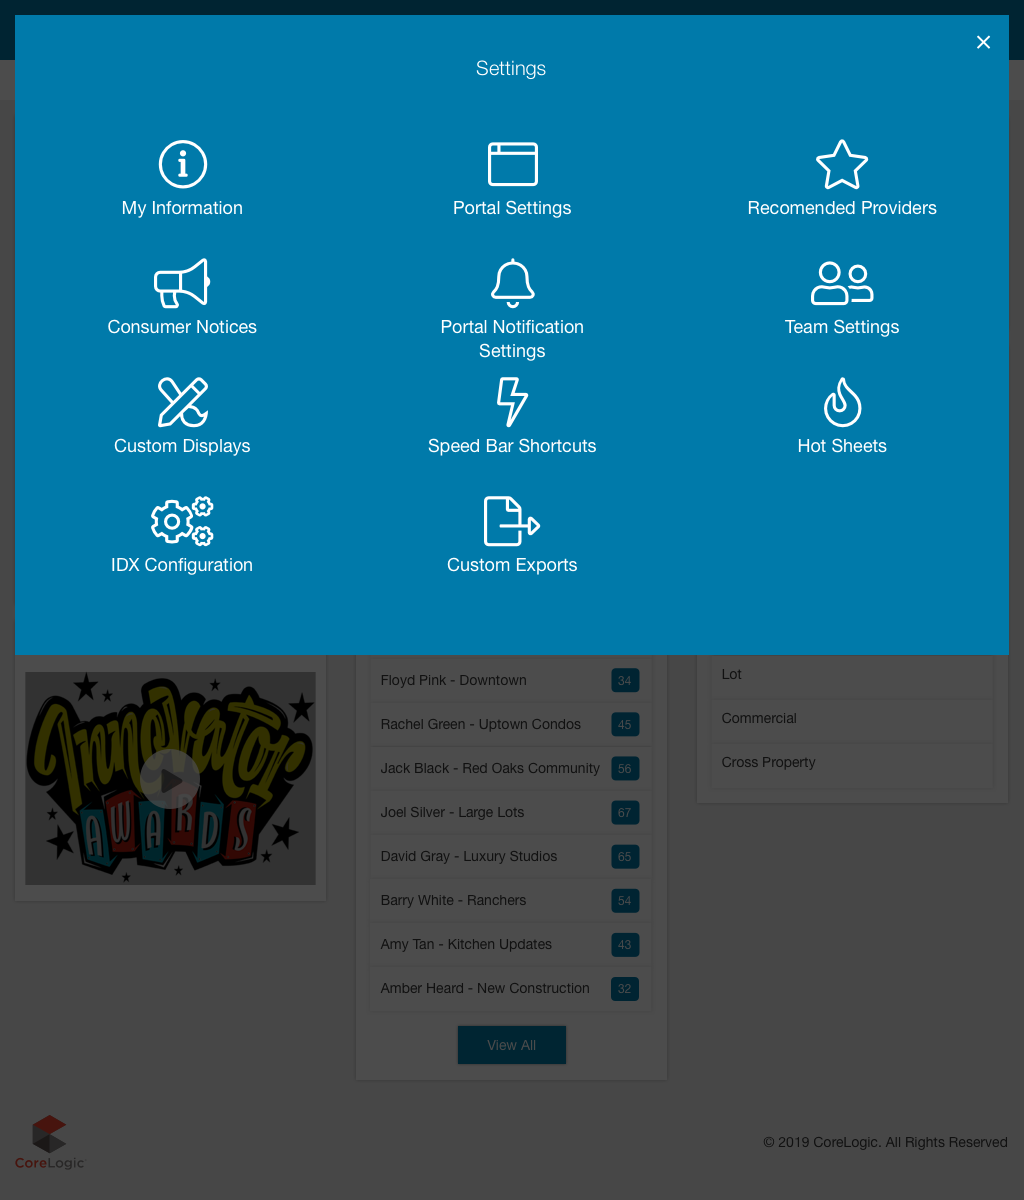 Settings
My Information
Portal Settings
Recomended Providers
Consumer Notices
Portal Notification
Settings
Team Settings
Custom Displays
Speed Bar Shortcuts
Hot Sheets
IDX Configuration
Custom Exports
Innovator
AWARDS
Floyd Pink - Downtown 34
Rachel Green - Uptown Condos 45
Jack Black - Red Oaks Community 56
Joel Silver - Large Lots 67
David Gray - Luxury Studios 65
Barry White - Ranchers 54
Amy Tan - Kitchen Updates 43
Amber Heard - New Construction 32
View All
Lot
Commercial
Cross Property
CoreLogic
© 2019 CoreLogic. All Rights Reserved